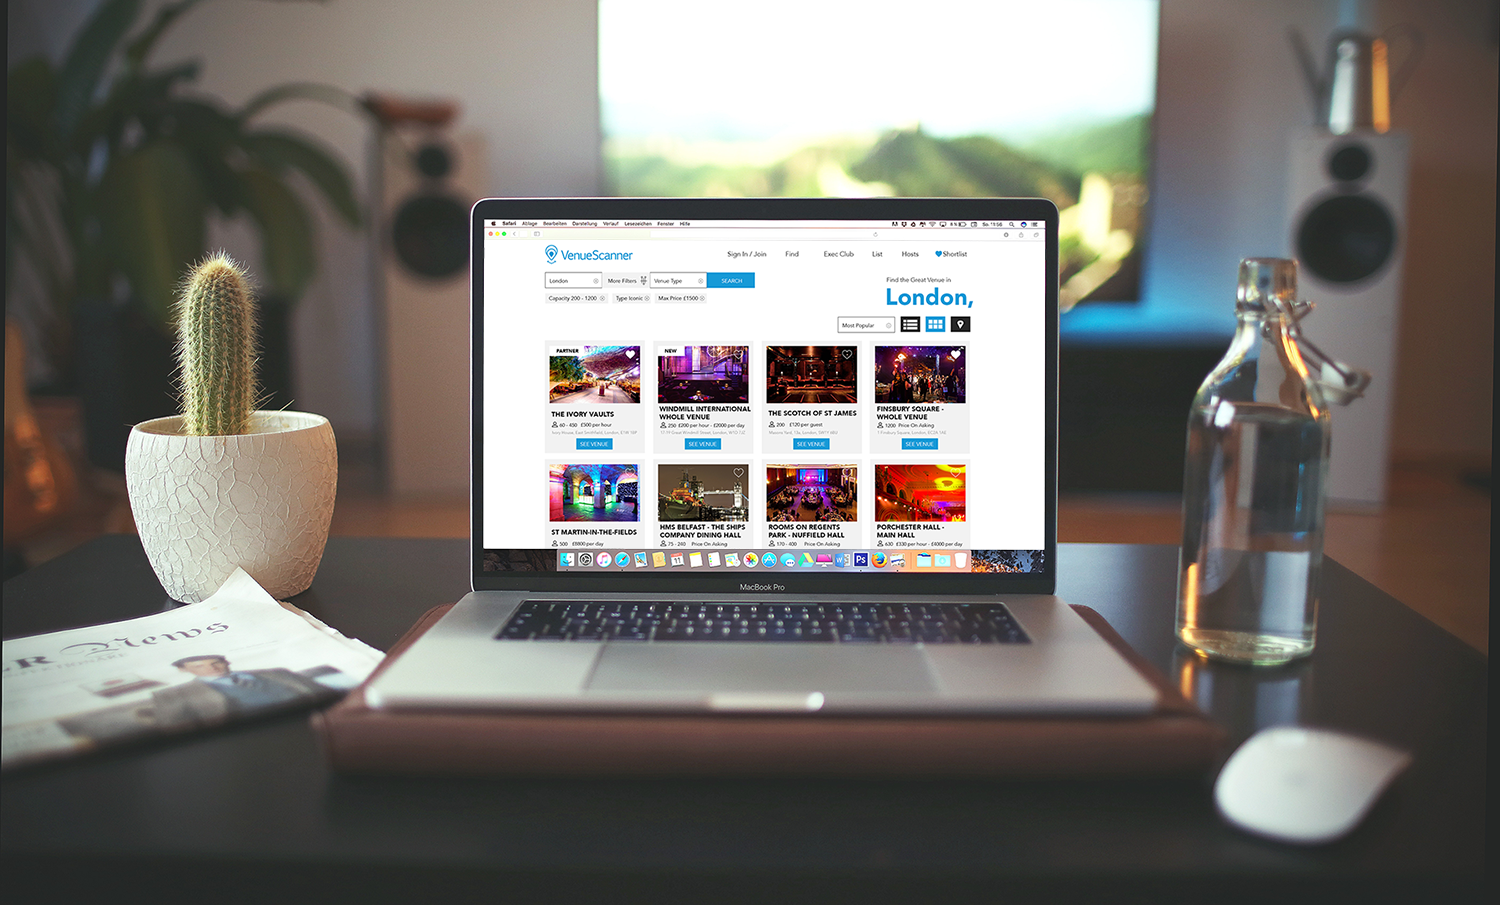 Safari Ablage Bearbeiten Darstellung Verlauf Lesezeichen Fenster Hilfe
VenueScanner
Sign In / Join Find Exec Club List Hosts Shortlist
London More Filters Venue Type SEARCH
Capacity 200 - 1200 Type Iconic Max Price £1500
Find the Great Venue in
London,
Most Popular
PARTNER
THE IVORY VAULTS
60 - 450 £300 per hour
SEE VENUE
NEW
WINDMILL INTERNATIONAL
WHOLE VENUE
250 £200 per hour - £2000 per day
SEE VENUE
THE SCOTCH OF ST JAMES
200 £120 per guest
SEE VENUE
FINSBURY SQUARE -
WHOLE VENUE
1200 Price On Asking
SEE VENUE
ST MARTIN-IN-THE-FIELDS
500 £8800 per day
HMS BELFAST - THE SHIPS
COMPANY DINING HALL
75 - 240 Price On Asking
ROOMS ON REGENTS
PARK - NUFFIELD HALL
170 - 400 Price On Asking
PORCHESTER HALL -
MAIN HALL
630 £330 per hour - £4000 per day
Ps
MacBook Pro
News